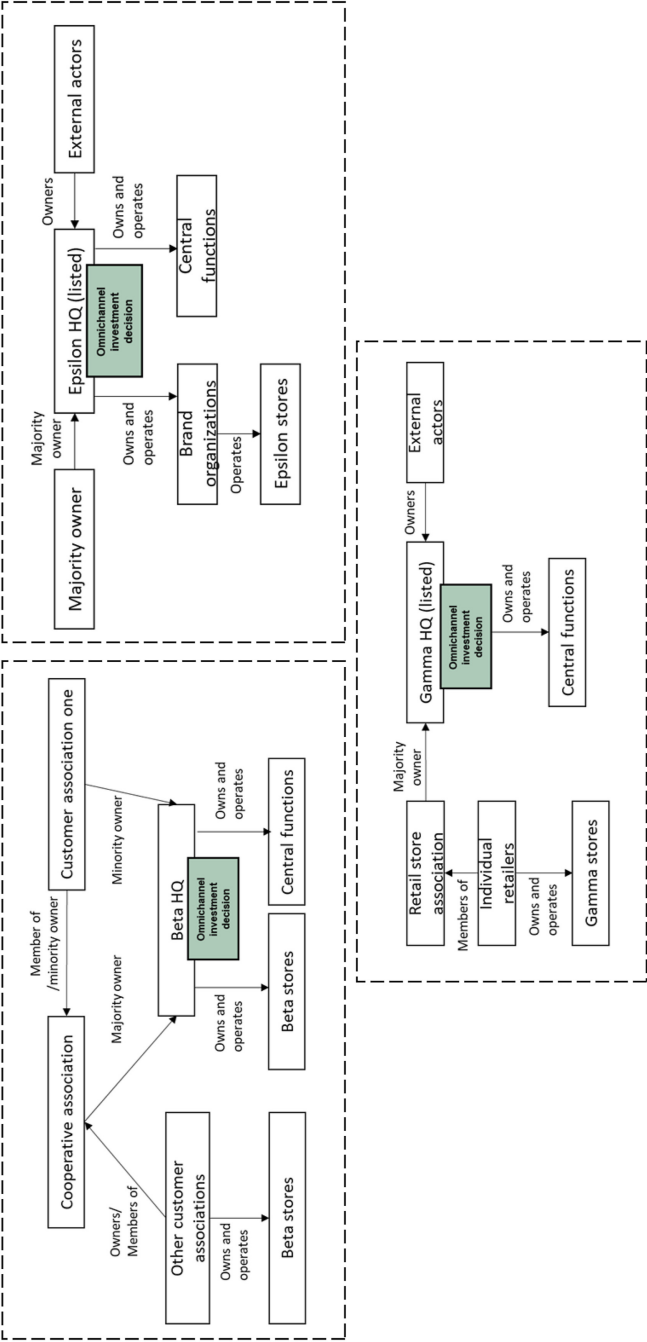 Member of
/minority owner
Cooperative association
Customer association one
Owners/
Members of
Majority owner
Minority owner
Other customer
associations
Beta HQ
Omnichannel
investment
decision
Owns and
operates
Owns and
operates
Owns and
operates
Beta stores
Beta stores
Central functions
Majority
owner
Owners
Majority owner
Epsilon HQ (listed)
External actors
Omnichannel
investment
decision
Owns and
operates
Owns and
operates
Brand
organizations
Central
functions
Operates
Epsilon stores
Majority
owner
Owners
Retail store
association
Gamma HQ (listed)
External
actors
Omnichannel
investment
decision
Members of
Owns and
operates
Individual
retailers
Owns and
operates
Central functions
Gamma stores